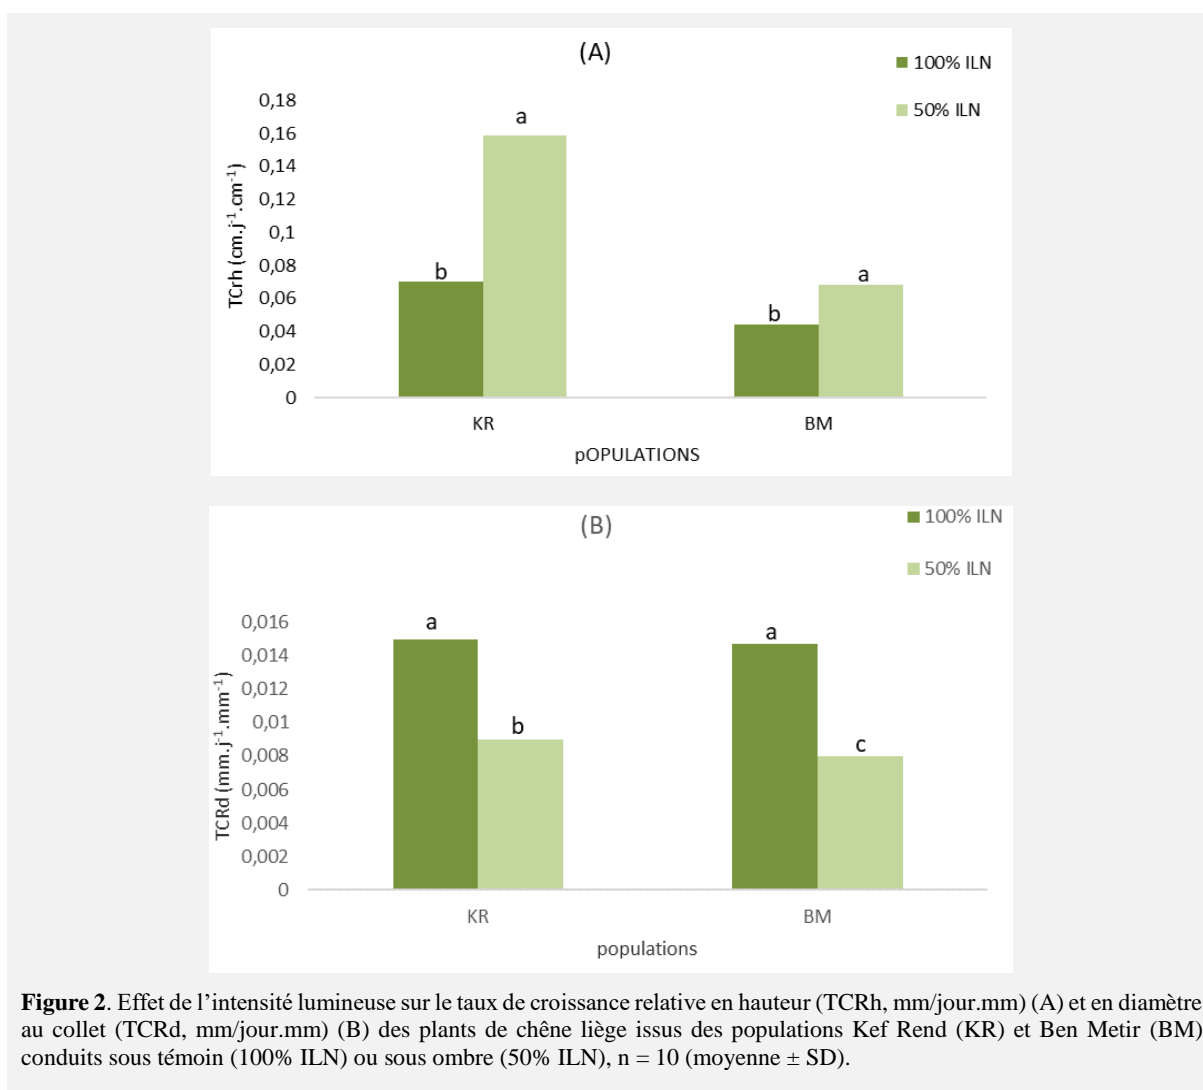 (A)
100% ILN
50% ILN
0,18
0,16
0,14
0,12
0,1
0,08
0,06
0,04
0,02
0
TCrh (cm.j-1.cm-1)
a
b
a
b
KR
BM
pOPULATIONS
(B)
100% ILN
50% ILN
0,016
0,014
0,012
0,01
0,008
0,006
0,004
0,002
0
TCRd (mm.j-1.mm-1)
a
b
a
c
KR
BM
populations
Figure 2. Effet de l’intensité lumineuse sur le taux de croissance relative en hauteur (TCRh, mm/jour.mm) (A) et en diamètre
au collet (TCRd, mm/jour.mm) (B) des plants de chêne liège issus des populations Kef Rend (KR) et Ben Metir (BM)
conduits sous témoin (100% ILN) ou sous ombre (50% ILN), n = 10 (moyenne ± SD).